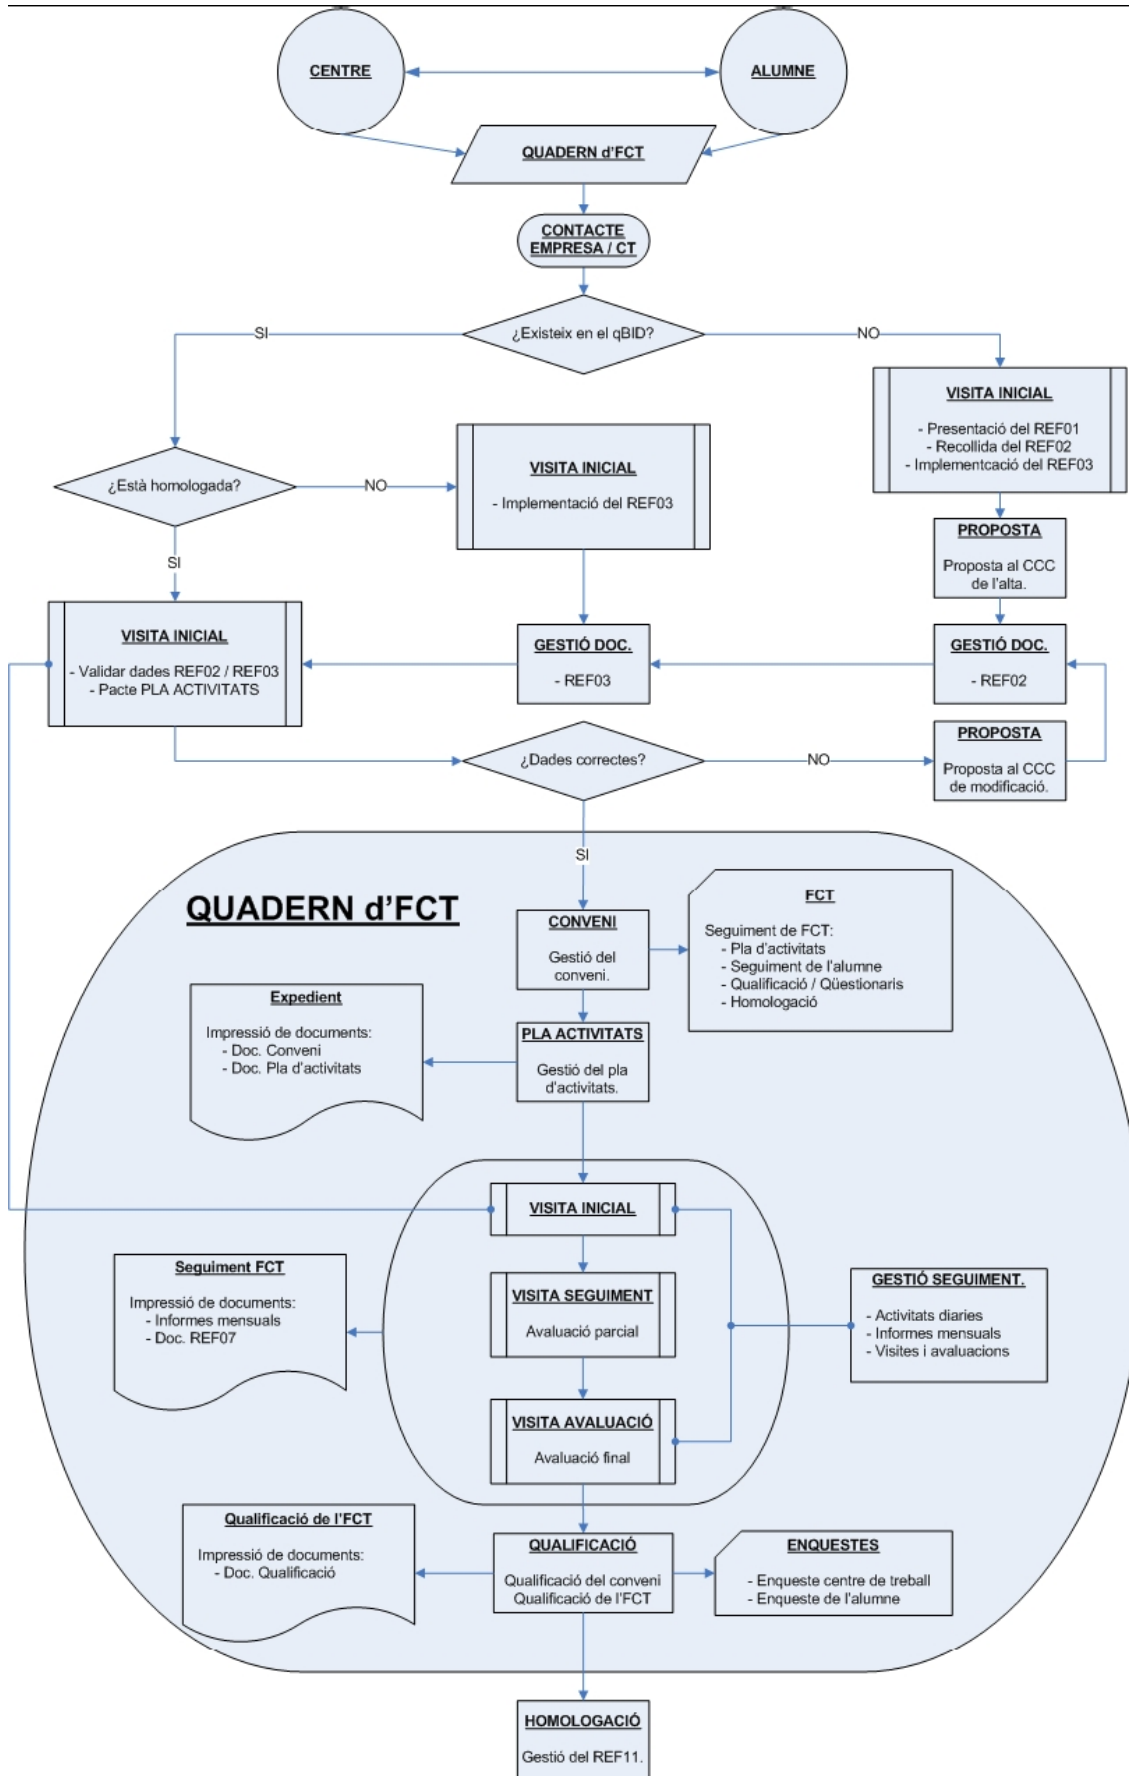 CENTRE
ALUMNE
QUADERN d'FCT
CONTACTE
EMPRESA / CT
¿Existeix en el qBID?
SI
NO
VISITA INICIAL
- Presentació del REF01
- Recollida del REF02
- Implementcació del REF03
VISITA INICIAL
- Implementació del REF03
¿Està homologada?
NO
SI
PROPOSTA
Proposta al CCC
de l'alta.
VISITA INICIAL
- Validar dades REF02 / REF03
- Pacte PLA ACTIVITATS
GESTIÓ DOC.
- REF03
GESTIÓ DOC.
- REF02
¿Dades correctes?
NO
PROPOSTA
Proposta al CCC
de modificació.
SI
QUADERN d'FCT
CONVENI
Gestió del
conveni.
FCT
Seguiment de FCT:
- Pla d'activitats
- Seguiment de l'alumne
- Qualificació / Qüestionaris
- Homologació
Expedient
Impressió de documents:
- Doc. Conveni
- Doc. Pla d'activitats
PLA ACTIVITATS
Gestió del pla
d'activitats.
VISITA INICIAL
Seguiment FCT
Impressió de documents:
- Informes mensuals
- Doc. REF07
VISITA SEGUIMENT
Avaluació parcial
GESTIÓ SEGUIMENT.
- Activitats diaries
- Informes mensuals
- Visites i avaluacions
VISITA AVALUACIÓ
Avaluació final
Qualificació de l'FCT
Impressió de documents:
- Doc. Qualificació
QUALIFICACIÓ
Qualificació del conveni
Qualificació de l'FCT
ENQUESTES
- Enqueste centre de treball
- Enqueste de l'alumne
HOMOLOGACIÓ
Gestió del REF11.